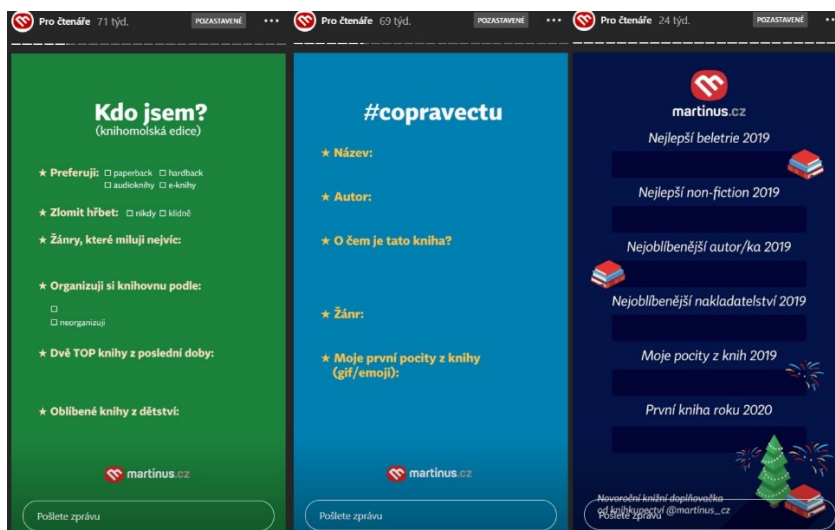 Pro čtenáře 71 týd. POZASTAVENÉ
Kdo jsem?
(knihomolská edice)
★ Preferuji: □ paperback □ hardback
□ audioknihy □ e-knihy
★ Zlomit hřbet: □ nikdy □ klidně
★ Žánry, které miluji nejvíc:
★ Organizuji si knihovnu podle:
□
□ neorganizuji
★ Dvě TOP knihy z poslední doby:
★ Oblíbené knihy z dětství:
martinus.cz
Pošlete zprávu
Pro čtenáře 69 týd. POZASTAVENÉ
#copravectu
★ Název:
★ Autor:
★ O čem je tato kniha?
★ Žánr:
★ Moje první pocity z knihy
(gif/emoji):
martinus.cz
Pošlete zprávu
Pro čtenáře 24 týd. POZASTAVENÉ
martinus.cz
Nejlepší beletrie 2019
Nejlepší non-fiction 2019
Nejoblíbenější autor/ka 2019
Nejoblíbenější nakladatelství 2019
Moje pocity z knih 2019
První kniha roku 2020
Novoroční knižní doplňovačka
od knihkupectví @martinus_cz
Pošlete zprávu